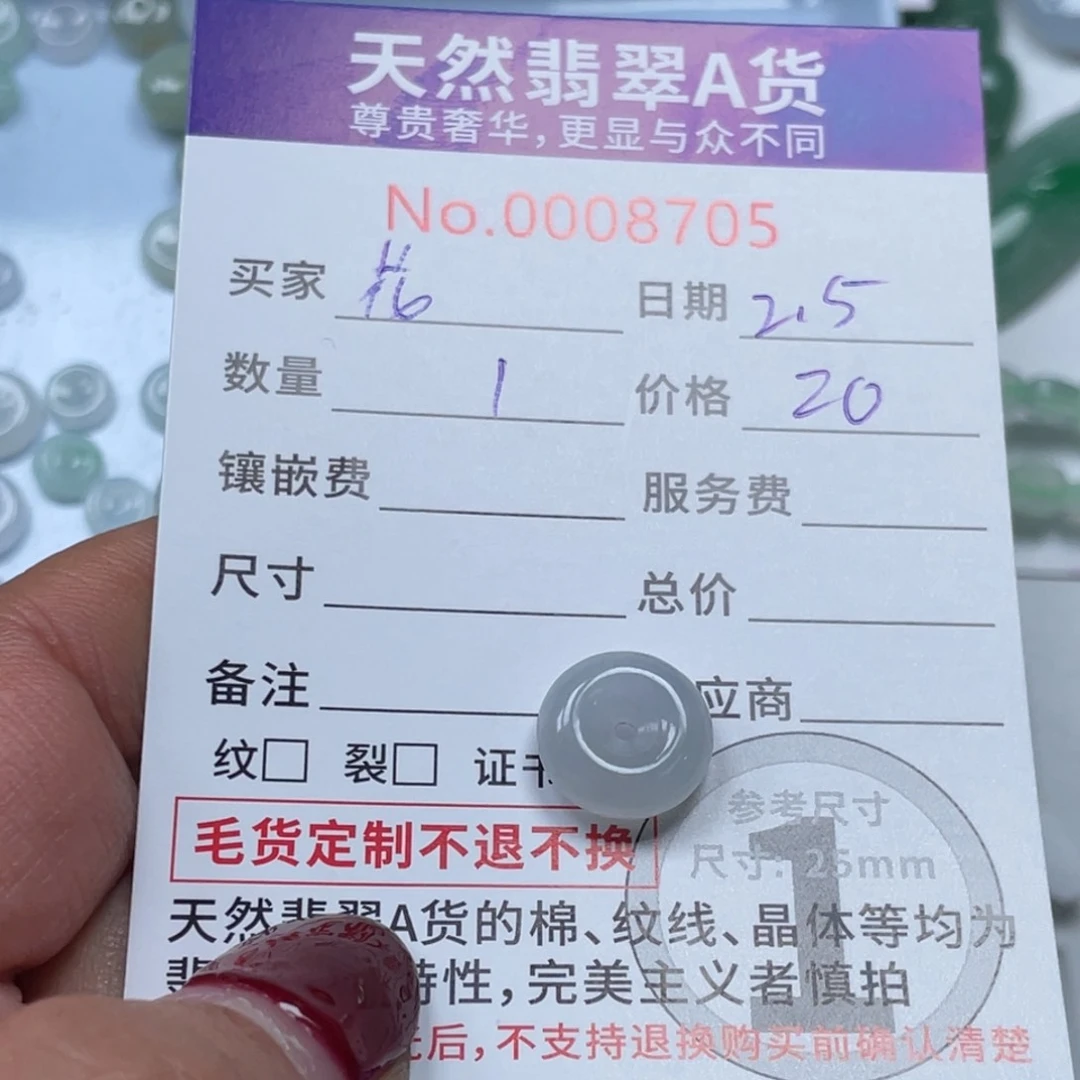 天然翡翠A货
尊贵奢华,更显与众不同
No.0008705
买家 日期 2.5
数量 1 价格 20
镶嵌费 服务费
尺寸 总价
备注 应商
纹□ 裂□ 证书
毛货定制不退不换
参考尺寸
尺寸: 25mm
1
天然翡翠A货的棉、纹线、晶体等均为
特性,完美主义者慎拍
后,不支持退换购买前确认清楚